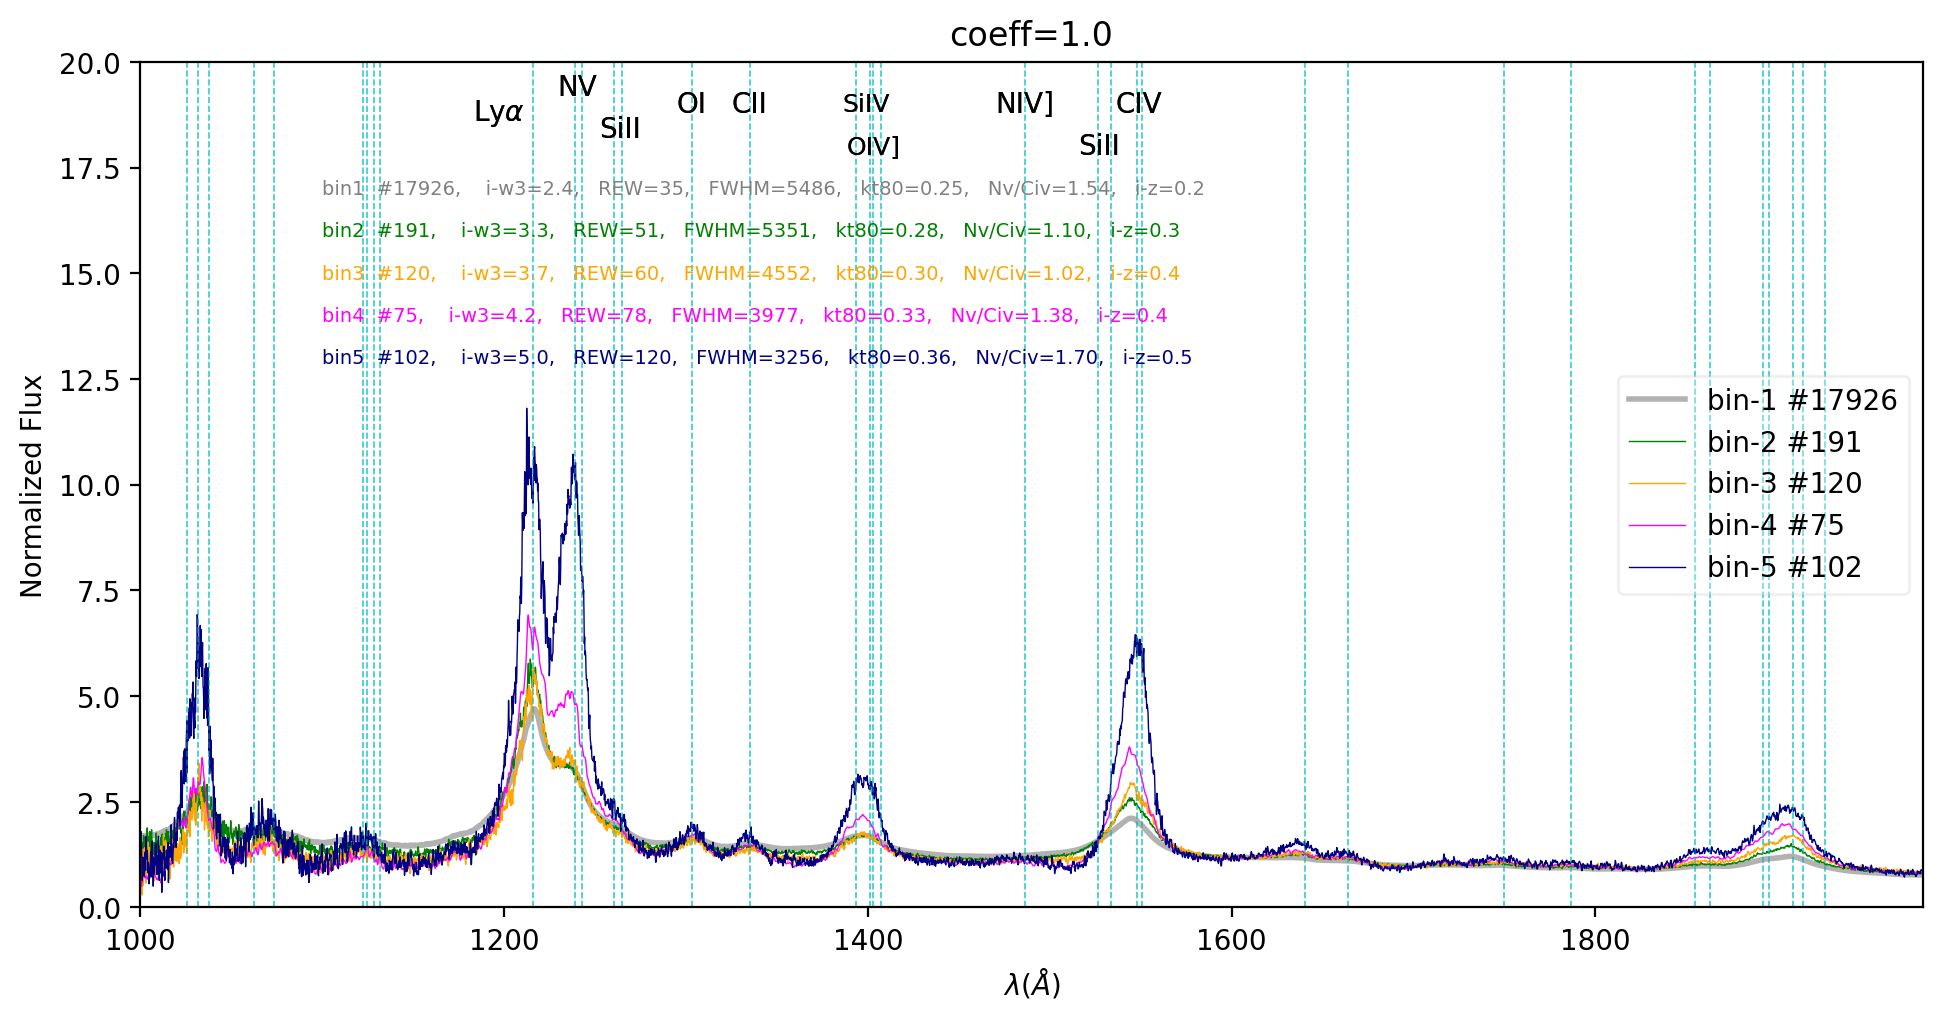 coeff=1.0
20.0
17.5
15.0
12.5
10.0
7.5
5.0
2.5
0.0
Normalized Flux
Lyα
NV
SiII
OI
CII
SiIV
OIV]
NIV]
SiII
CIV
bin1 #17926, i-w3=2.4, REW=35, FWHM=5486, kt80=0.25, Nv/Civ=1.54, i-z=0.2
bin2 #191, i-w3=3.3, REW=51, FWHM=5351, kt80=0.28, Nv/Civ=1.10, i-z=0.3
bin3 #120, i-w3=3.7, REW=60, FWHM=4552, kt80=0.30, Nv/Civ=1.02, i-z=0.4
bin4 #75, i-w3=4.2, REW=78, FWHM=3977, kt80=0.33, Nv/Civ=1.38, i-z=0.4
bin5 #102, i-w3=5.0, REW=120, FWHM=3256, kt80=0.36, Nv/Civ=1.70, i-z=0.5
bin-1 #17926
bin-2 #191
bin-3 #120
bin-4 #75
bin-5 #102
1000
1200
1400
1600
1800
λ(Å)